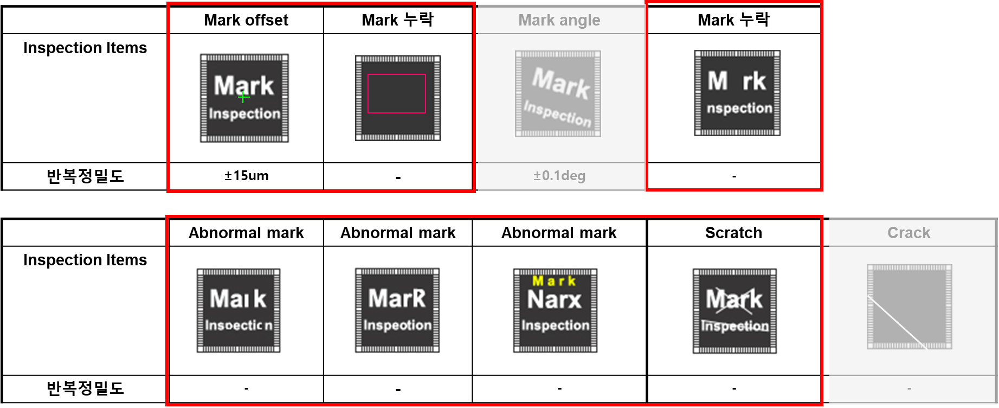 Mark offset Mark 누락 Mark angle Mark 누락
Inspection Items
Mark Mark M rk
Inspection Inspection nspection
반복정밀도 ±15um - ±0.1deg -
Abnormal mark Abnormal mark Abnormal mark Scratch Crack
Inspection Items
Mark
Maık MarR Narx Mark
Insoectic n Inspeotion Inspection Inspection
반복정밀도 - - - - -